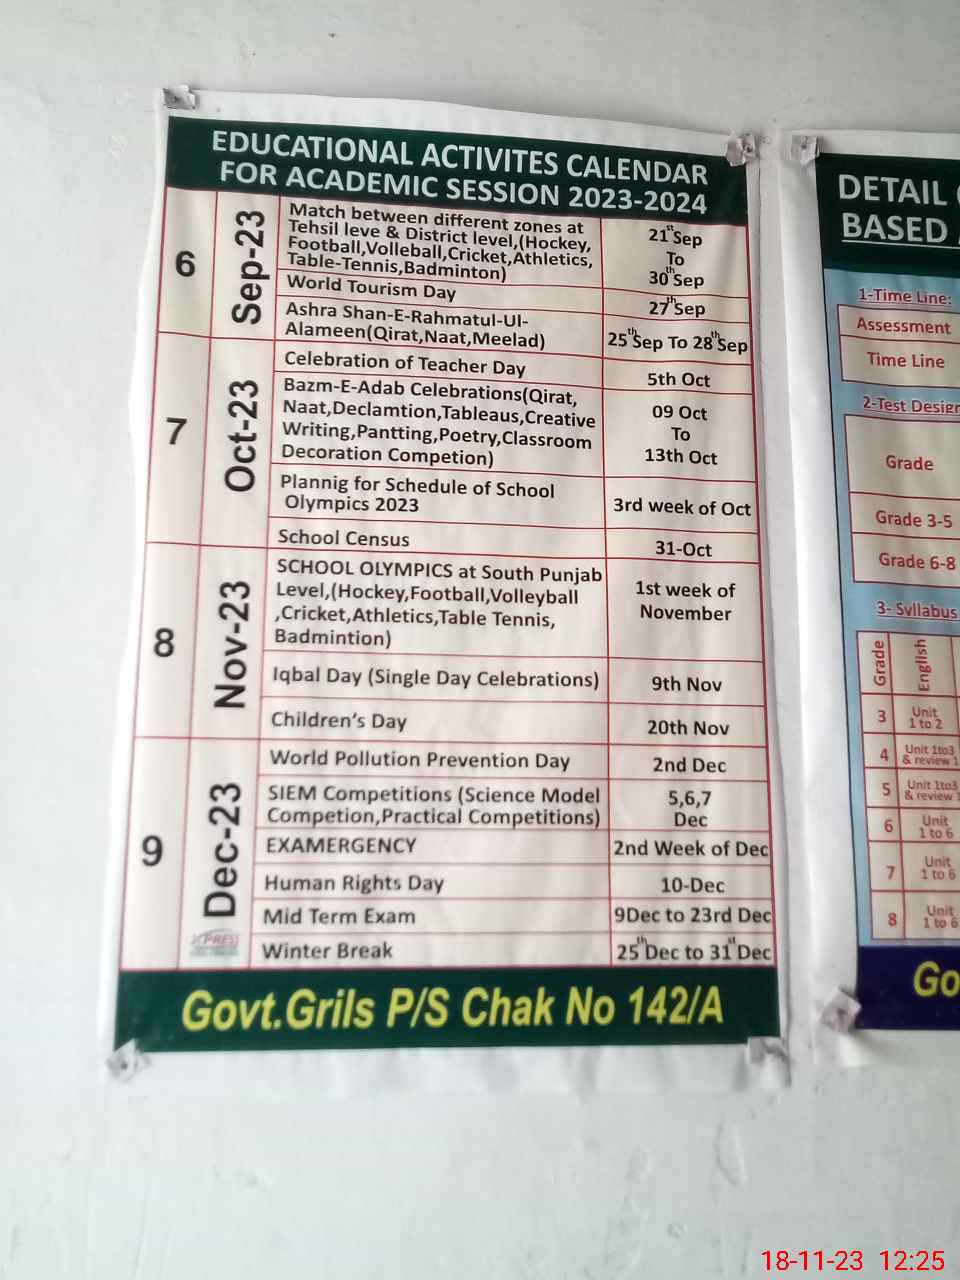 EDUCATIONAL ACTIVITES CALENDAR
FOR ACADEMIC SESSION 2023-2024
6
Sep-23
Match between different zones at
Tehsil leve & District level,(Hockey,
Football,Volleball,Cricket,Athletics,
Table-Tennis,Badminton)
21st Sep
To
30th Sep
World Tourism Day
27th Sep
Ashra Shan-E-Rahmatul-Ul-
Alameen(Qirat,Naat,Meelad)
25th Sep To 28th Sep
7
Oct-23
Celebration of Teacher Day
5th Oct
Bazm-E-Adab Celebrations(Qirat,
Naat,Declamtion,Tableaus,Creative
Writing,Pantting,Poetry,Classroom
Decoration Competion)
09 Oct
To
13th Oct
Plannig for Schedule of School
Olympics 2023
3rd week of Oct
School Census
31-Oct
8
Nov-23
SCHOOL OLYMPICS at South Punjab
Level,(Hockey,Football,Volleyball
,Cricket,Athletics,Table Tennis,
Badmintion)
1st week of
November
Iqbal Day (Single Day Celebrations)
9th Nov
Children's Day
20th Nov
9
Dec-23
World Pollution Prevention Day
2nd Dec
SIEM Competitions (Science Model
Competion,Practical Competitions)
5,6,7
Dec
EXAMERGENCY
2nd Week of Dec
Human Rights Day
10-Dec
Mid Term Exam
9Dec to 23rd Dec
Winter Break
25th Dec to 31st Dec
Govt.Grils P/S Chak No 142/A
DETAIL
BASED
1-Time Line:
Assessment
Time Line
2-Test Design
Grade
Grade 3-5
Grade 6-8
3- Syllabus
Grade
English
3
Unit
1 to 2
4
Unit 1to3
& review 1
5
Unit 1to3
& review 1
6
Unit
1 to 6
7
Unit
1 to 6
8
Unit
1 to 6
Go
18-11-23 12:25